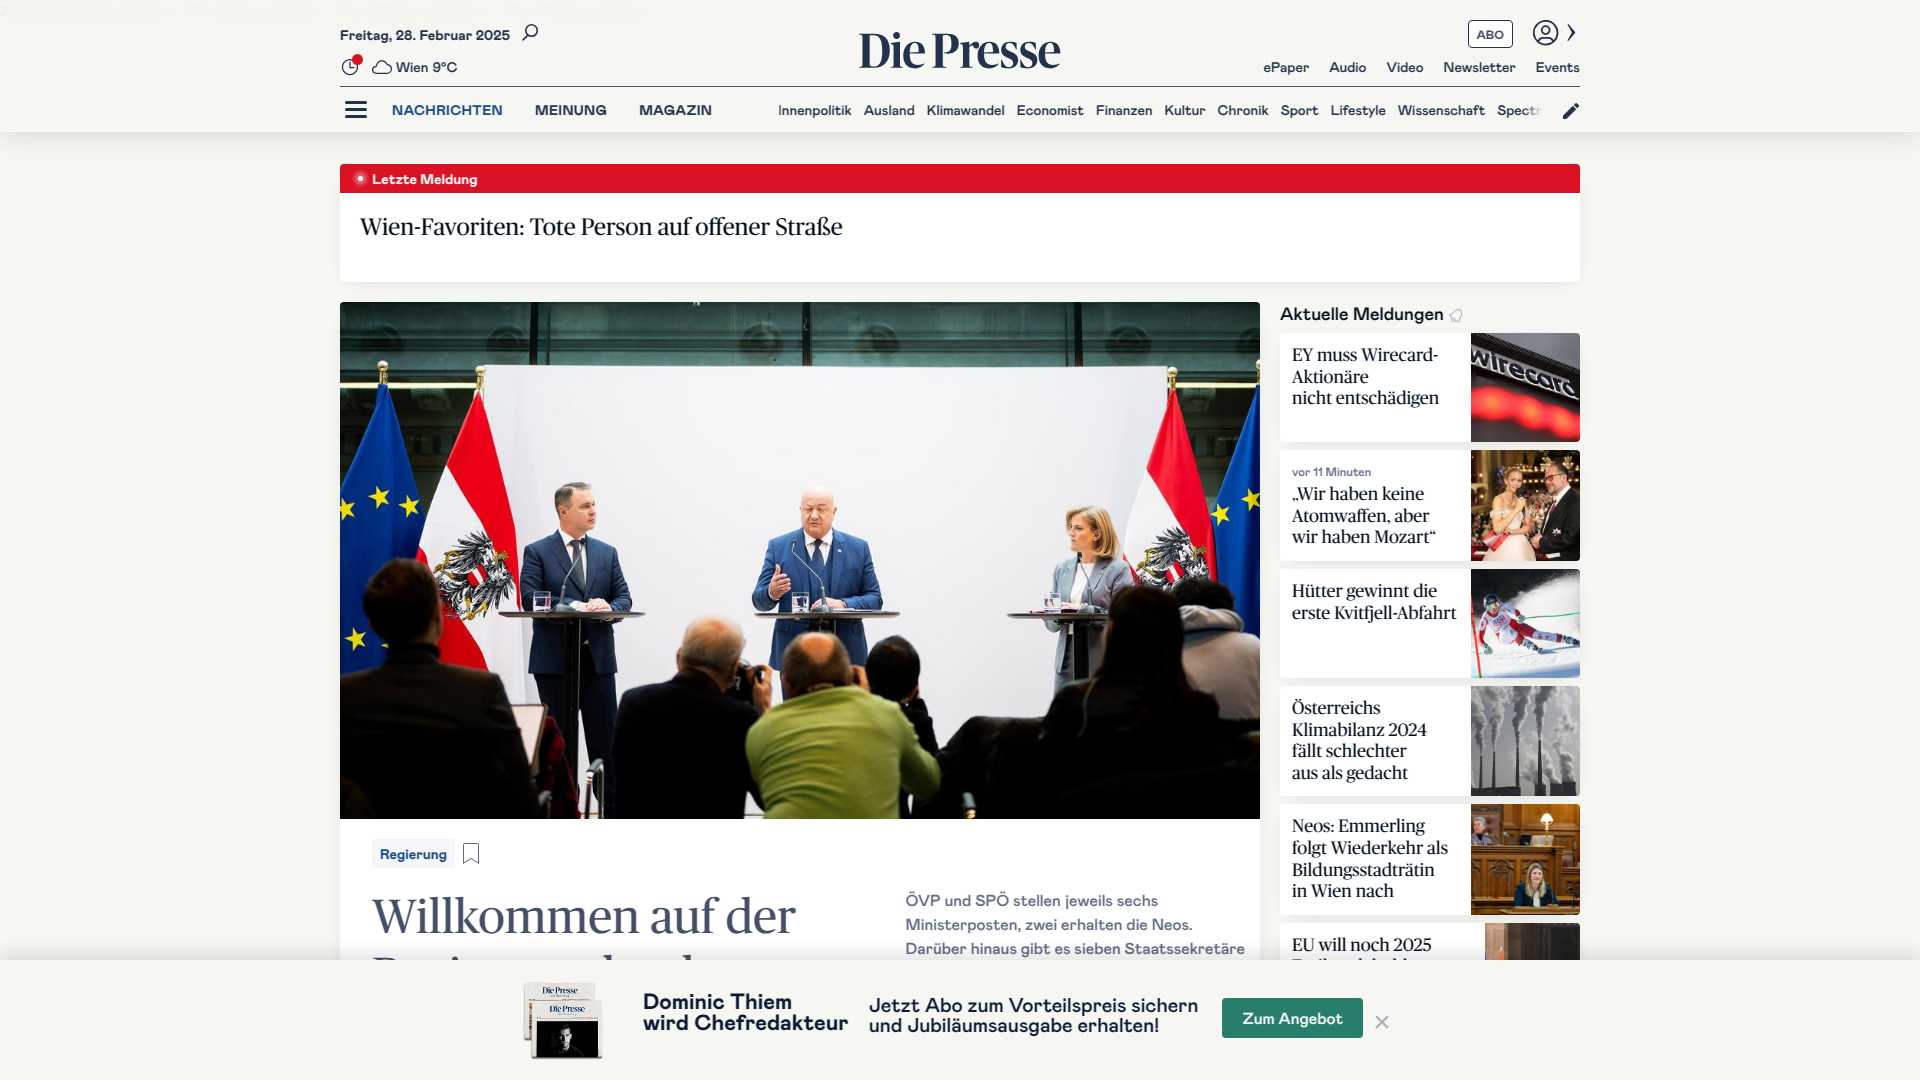 Freitag, 28. Februar 2025
Wien 9°C
Die Presse
ABO
ePaper Audio Video Newsletter Events
NACHRICHTEN MEINUNG MAGAZIN
Innenpolitik Ausland Klimawandel Economist Finanzen Kultur Chronik Sport Lifestyle Wissenschaft
Letzte Meldung
Wien-Favoriten: Tote Person auf offener Straße
Regierung
Willkommen auf der
ÖVP und SPÖ stellen jeweils sechs
Ministerposten, zwei erhalten die Neos.
Darüber hinaus gibt es sieben Staatssekretäre
Aktuelle Meldungen
EY muss Wirecard-
Aktionäre
nicht entschädigen
wirecard
vor 11 Minuten
„Wir haben keine
Atomwaffen, aber
wir haben Mozart“
Hütter gewinnt die
erste Kvitfjell-Abfahrt
Österreichs
Klimabilanz 2024
fällt schlechter
aus als gedacht
Neos: Emmerling
folgt Wiederkehr als
Bildungsstadträtin
in Wien nach
EU will noch 2025
Die Presse
Die Presse
Dominic Thiem
wird Chefredakteur
Jetzt Abo zum Vorteilspreis sichern
und Jubiläumsausgabe erhalten!
Zum Angebot